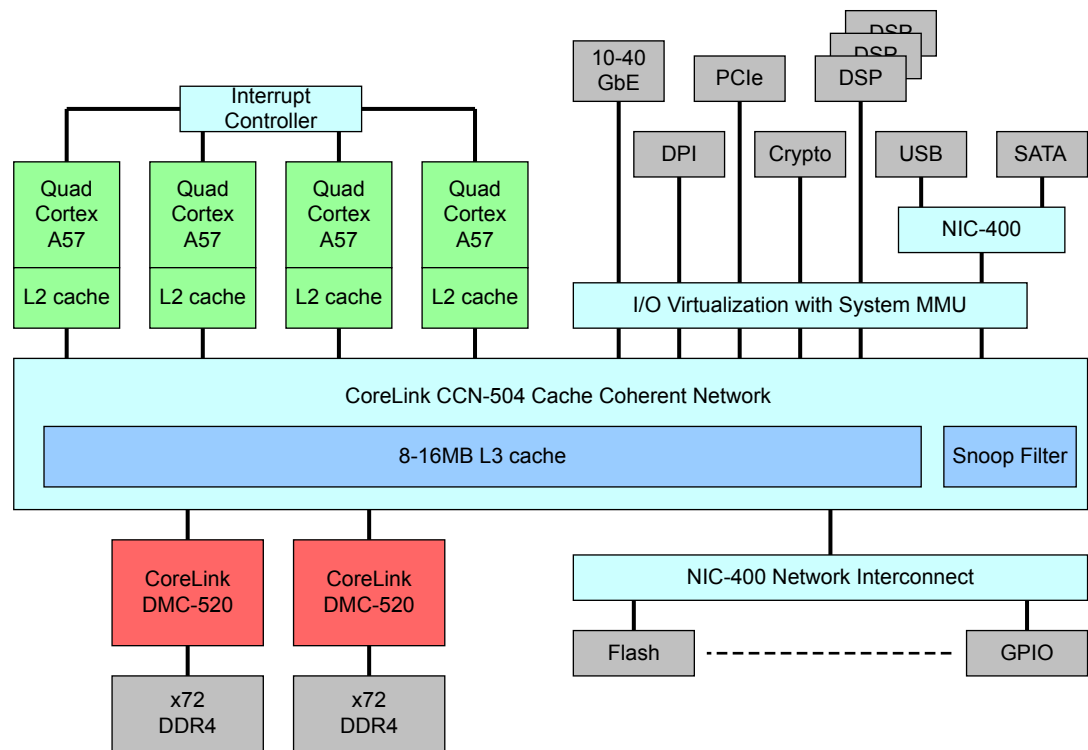 DSP
DSP
DSP
10-40
GbE
PCIe
Interrupt
Controller
DPI
Crypto
USB
SATA
Quad
Cortex
A57
Quad
Cortex
A57
Quad
Cortex
A57
Quad
Cortex
A57
NIC-400
L2 cache
L2 cache
L2 cache
L2 cache
I/O Virtualization with System MMU
CoreLink CCN-504 Cache Coherent Network
8-16MB L3 cache
Snoop Filter
CoreLink
DMC-520
CoreLink
DMC-520
NIC-400 Network Interconnect
Flash
GPIO
x72
DDR4
x72
DDR4